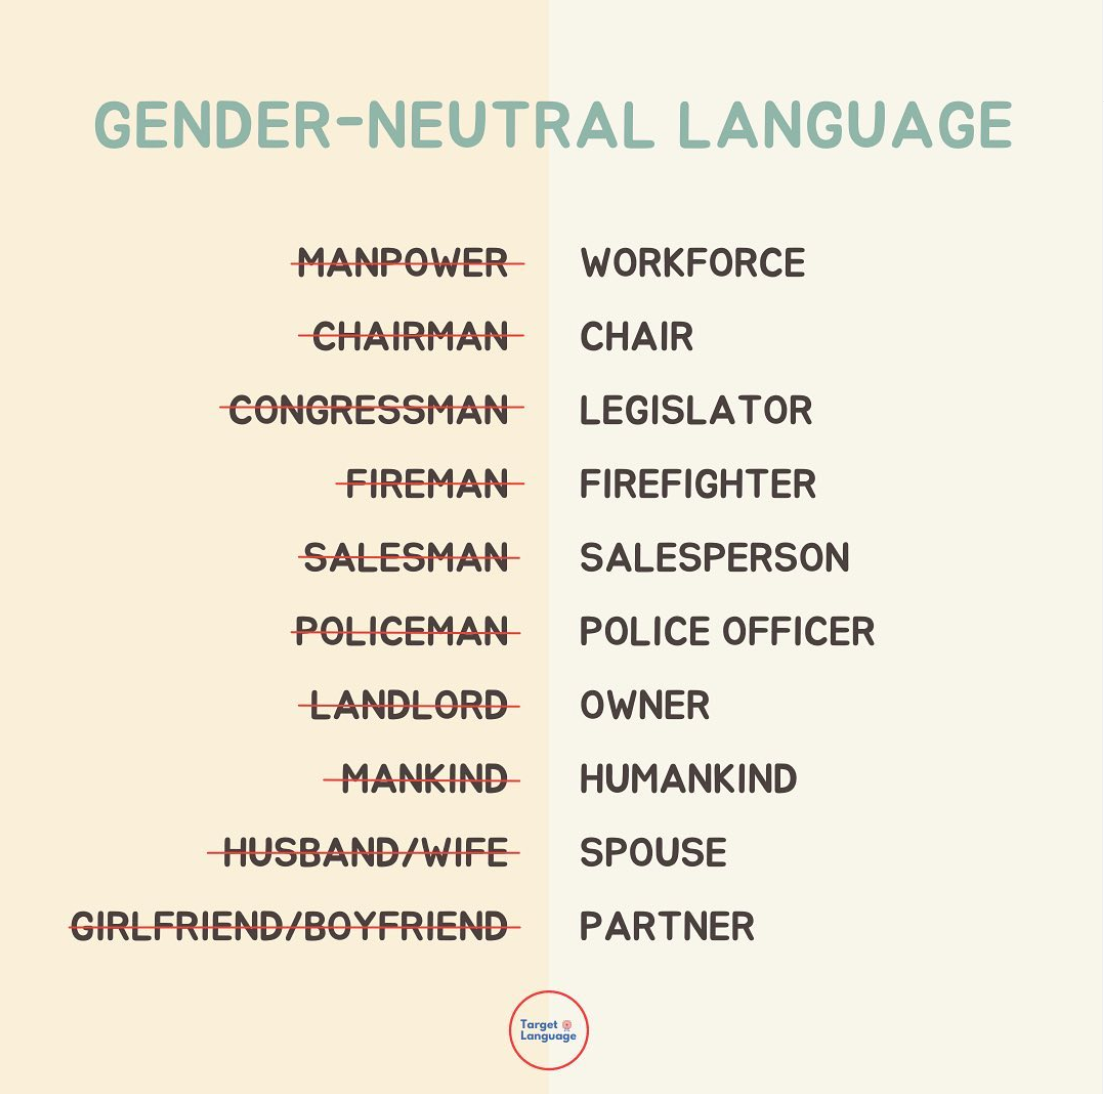 GENDER-NEUTRAL LANGUAGE
MANPOWER WORKFORCE
CHAIRMAN CHAIR
CONGRESSMAN LEGISLATOR
FIREMAN FIREFIGHTER
SALESMAN SALESPERSON
POLICEMAN POLICE OFFICER
LANDLORD OWNER
MANKIND HUMANKIND
HUSBAND/WIFE SPOUSE
GIRLFRIEND/BOYFRIEND PARTNER
Target
Language